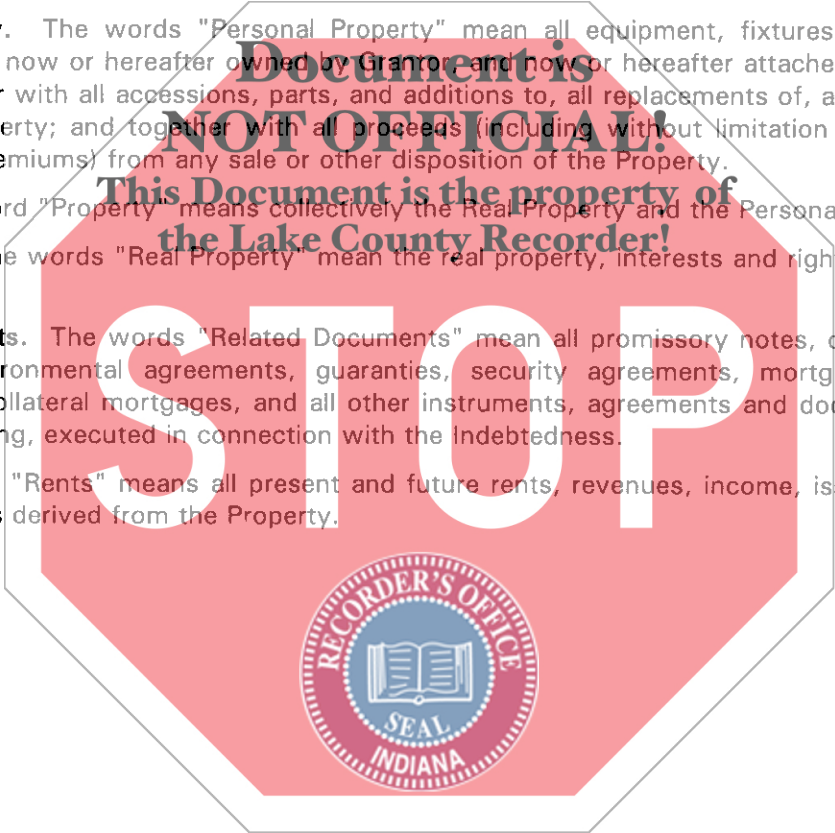 . The words "Personal Property" mean all equipment, fixtures
now or hereafter owned by Grantor, and now or hereafter attache
with all accessions, parts, and additions to, all replacements of, a
erty; and together with all proceeds (including without limitation
emiums) from any sale or other disposition of the Property.
rd "Property" means collectively the Real Property and the Persona
e words "Real Property" mean the real property, interests and righ
ts. The words "Related Documents" mean all promissory notes, c
ronmental agreements, guaranties, security agreements, mortg
ollateral mortgages, and all other instruments, agreements and doc
ng, executed in connection with the Indebtedness.
"Rents" means all present and future rents, revenues, income, is
s derived from the Property.
Document is
NOT OFFICIAL!
This Document is the property of
the Lake County Recorder!
STOP
RECORDER'S OFFICE
SEAL
INDIANA